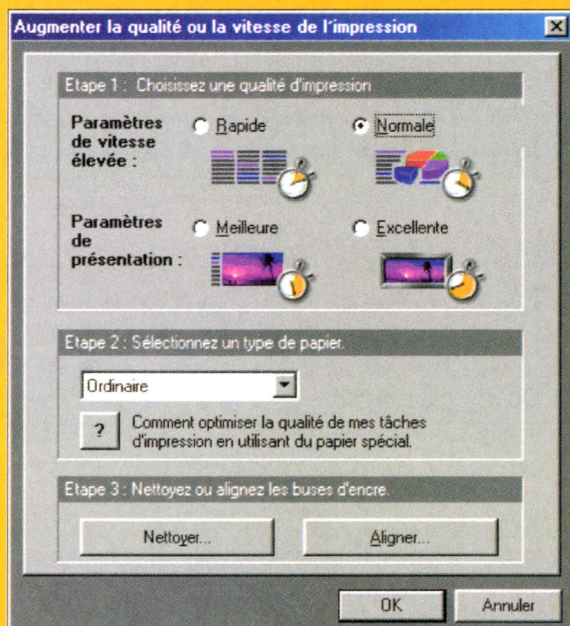 Augmenter la qualité ou la vitesse de l'impression
Etape 1 : Choisissez une qualité d'impression
Paramètres
de vitesse
élevée :
Rapide
Normale
Paramètres
de
présentation :
Meilleure
Excellente
Etape 2 : Sélectionnez un type de papier.
Ordinaire
?
Comment optimiser la qualité de mes tâches
d'impression en utilisant du papier spécial.
Etape 3 : Nettoyez ou alignez les buses d'encre.
Nettoyer...
Aligner...
OK
Annuler